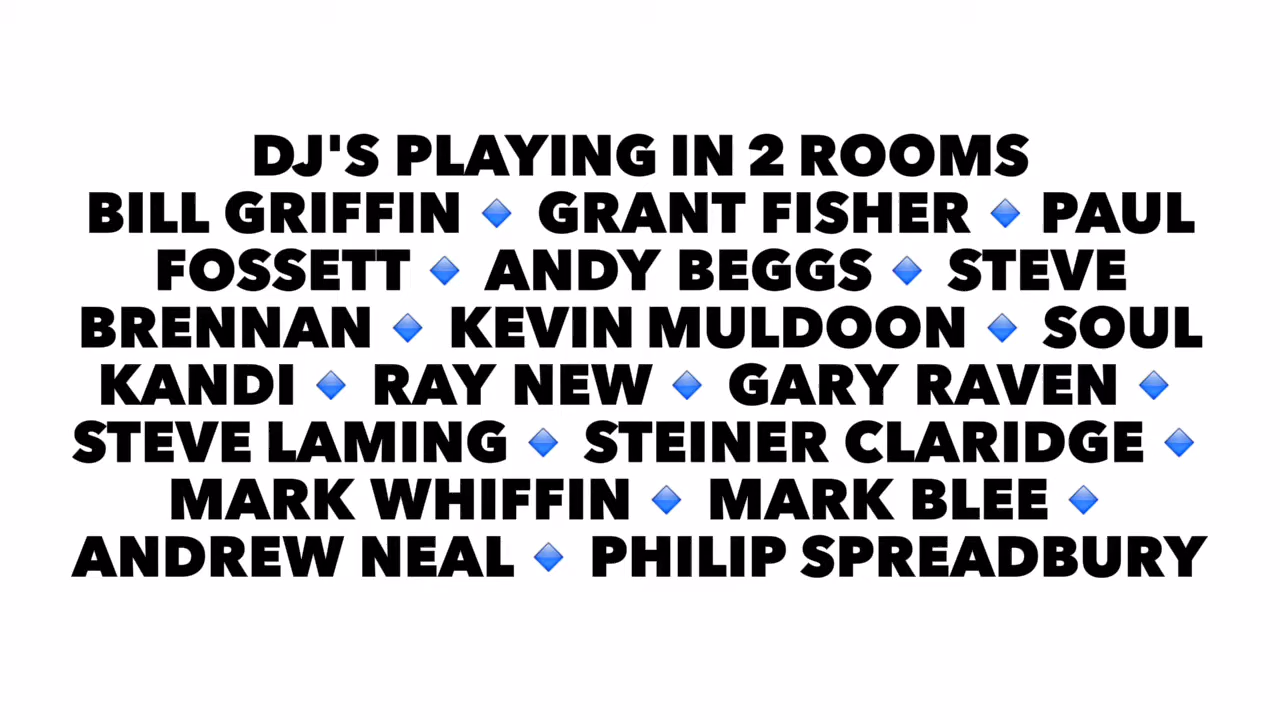 DJ'S PLAYING IN 2 ROOMS
BILL GRIFFIN 🔹 GRANT FISHER 🔹 PAUL
FOSSETT 🔹 ANDY BEGGS 🔹 STEVE
BRENNAN 🔹 KEVIN MULDOON 🔹 SOUL
KANDI 🔹 RAY NEW 🔹 GARY RAVEN 🔹
STEVE LAMING 🔹 STEINER CLARIDGE 🔹
MARK WHIFFIN 🔹 MARK BLEE 🔹
ANDREW NEAL 🔹 PHILIP SPREADBURY